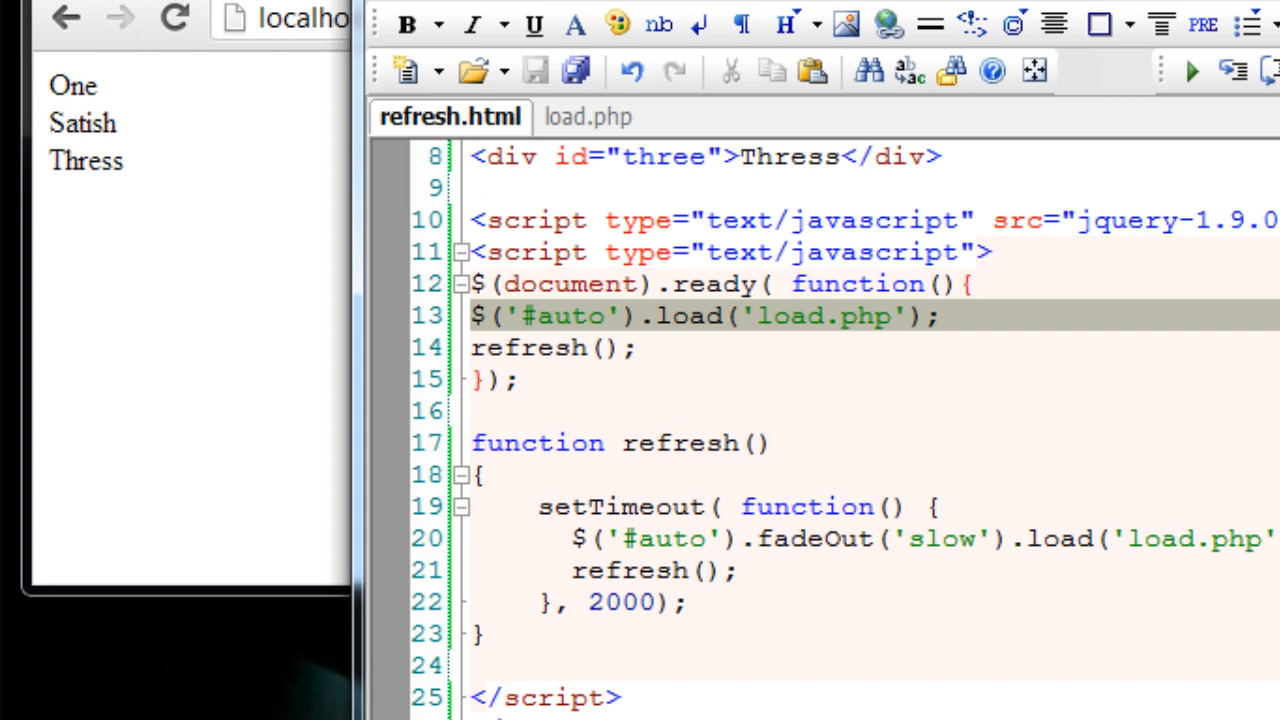 localho
One
Satish
Thress
B I U A nb ¶ H © PRE
refresh.html load.php
8 <div id="three">Thress</div>
9
10 <script type="text/javascript" src="jquery-1.9.0
11 <script type="text/javascript">
12 $(document).ready( function(){
13 $('#auto').load('load.php');
14 refresh();
15 });
16
17 function refresh()
18 {
19 setTimeout( function() {
20 $('#auto').fadeOut('slow').load('load.php'
21 refresh();
22 }, 2000);
23 }
24
25 </script>